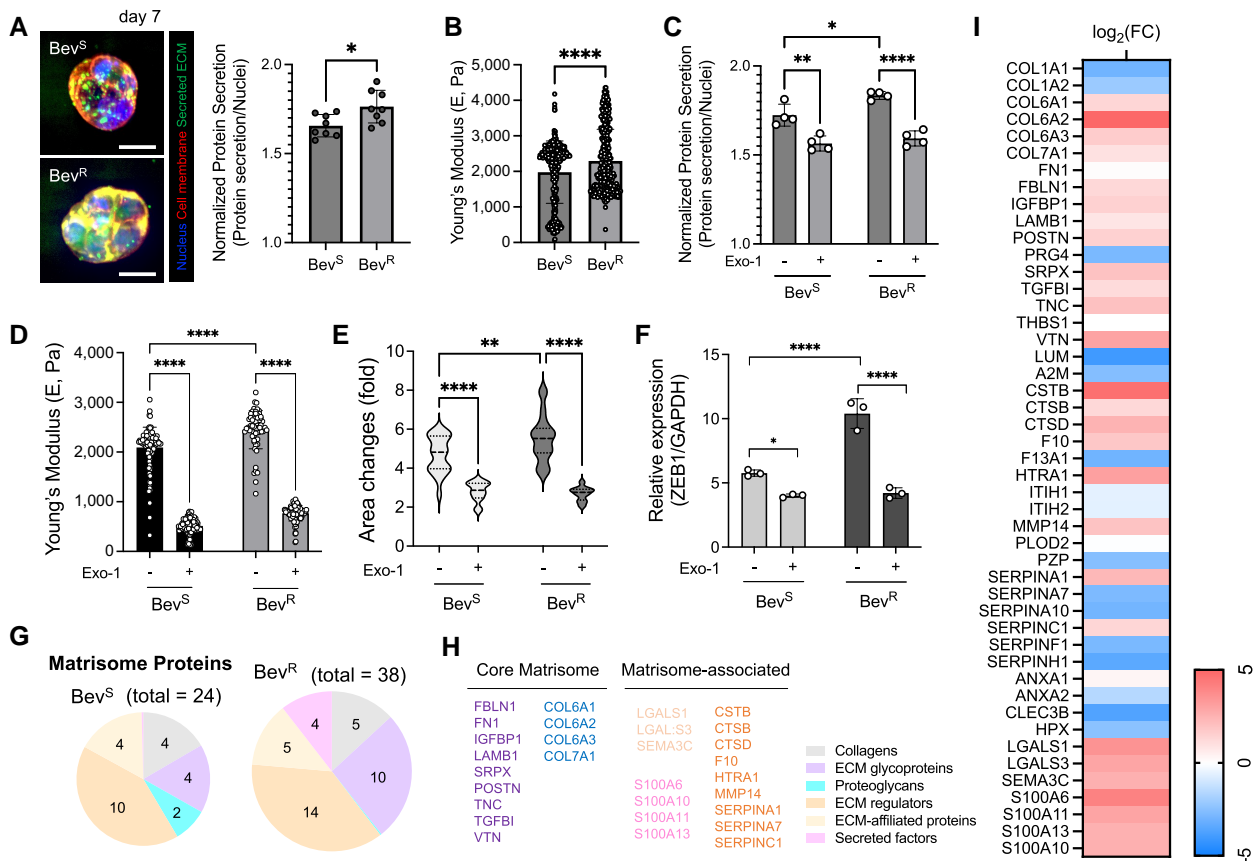 A
day 7
Bev^S
Bev^R
Nucleus Cell membrane Secreted ECM
Normalized Protein Secretion
(Protein secretion/Nuclei)
2.0
1.5
1.0
*
Bev^S
Bev^R
B
Young's Modulus (E, Pa)
5,000
4,000
3,000
2,000
1,000
0
****
Bev^S
Bev^R
C
Normalized Protein Secretion
(Protein secretion/Nuclei)
2.0
1.5
1.0
*
**
****
Exo-1
-
+
-
+
Bev^S
Bev^R
D
Young's Modulus (E, Pa)
4,000
3,000
2,000
1,000
0
****
****
****
Exo-1
-
+
-
+
Bev^S
Bev^R
E
Area changes (fold)
10
8
6
4
2
0
**
****
****
Exo-1
-
+
-
+
Bev^S
Bev^R
F
Relative expression
(ZEB1/GAPDH)
15
10
5
0
****
*
****
Exo-1
-
+
-
+
Bev^S
Bev^R
G
Matrisome Proteins
Bev^S (total = 24)
4
4
2
10
4
Bev^R (total = 38)
5
10
14
5
4
H
Core Matrisome
FBLN1
FN1
IGFBP1
LAMB1
SRPX
POSTN
TNC
TGFBI
VTN
COL6A1
COL6A2
COL6A3
COL7A1
Matrisome-associated
LGALS1
LGAL:S3
SEMA3C
S100A6
S100A10
S100A11
S100A13
CSTB
CTSB
CTSD
F10
HTRA1
MMP14
SERPINA1
SERPINA7
SERPINC1
Collagens
ECM glycoproteins
Proteoglycans
ECM regulators
ECM-affiliated proteins
Secreted factors
I
log₂(FC)
COL1A1
COL1A2
COL6A1
COL6A2
COL6A3
COL7A1
FN1
FBLN1
IGFBP1
LAMB1
POSTN
PRG4
SRPX
TGFBI
TNC
THBS1
VTN
LUM
A2M
CSTB
CTSB
CTSD
F10
F13A1
HTRA1
ITIH1
ITIH2
MMP14
PLOD2
PZP
SERPINA1
SERPINA7
SERPINA10
SERPINC1
SERPINF1
SERPINH1
ANXA1
ANXA2
CLEC3B
HPX
LGALS1
LGALS3
SEMA3C
S100A6
S100A11
S100A13
S100A10
5
0
-5